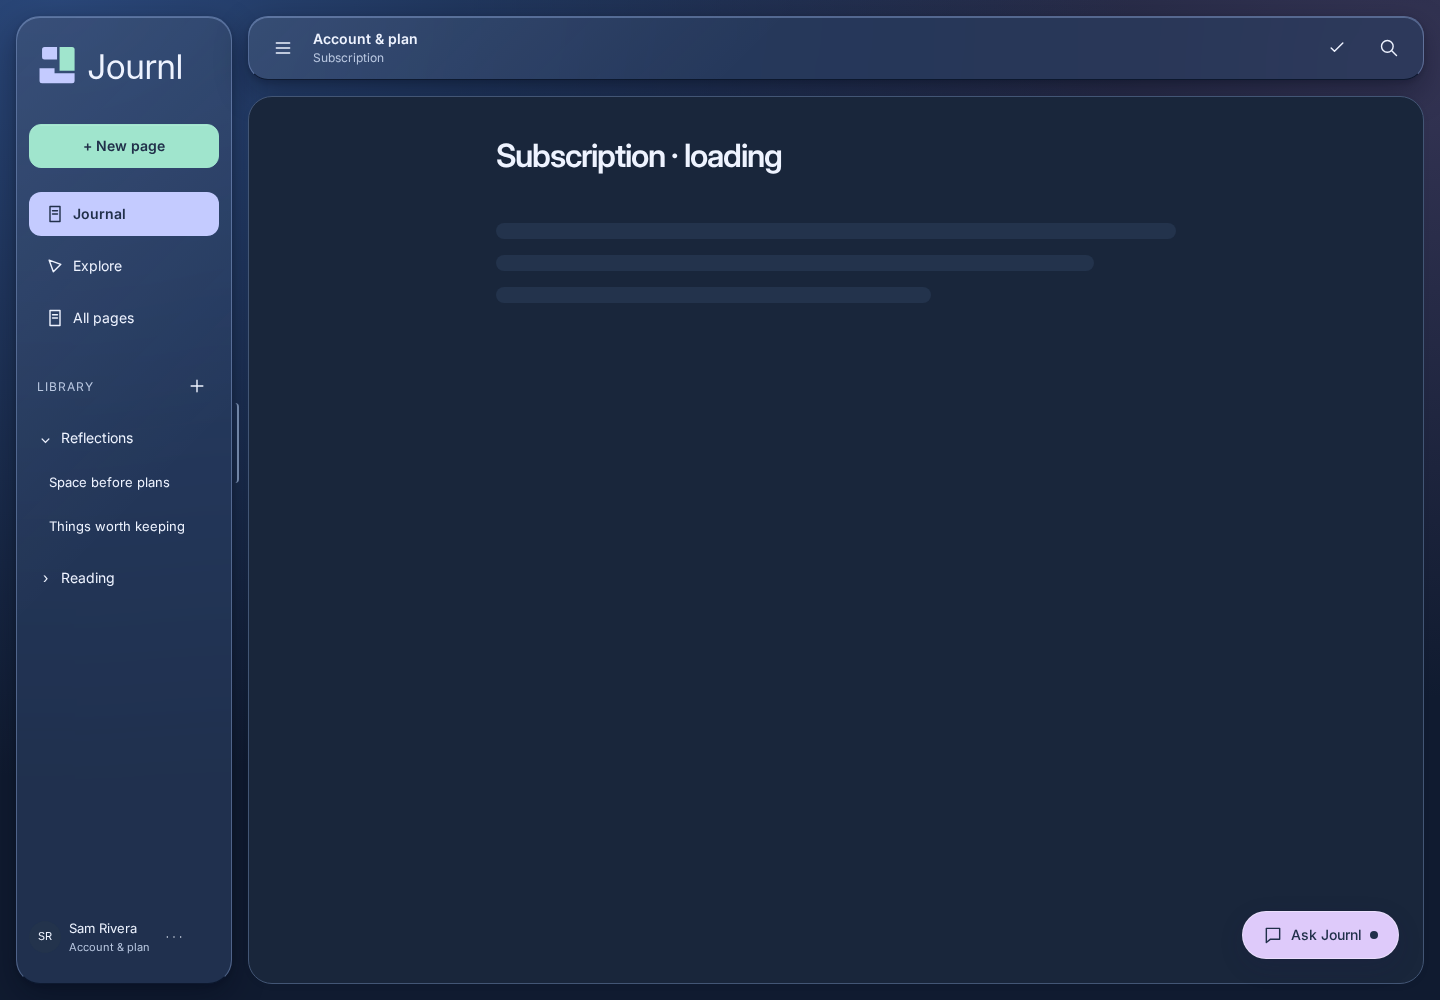 Journl
+ New page
Journal
Explore
All pages
LIBRARY
Reflections
Space before plans
Things worth keeping
Reading
SR
Sam Rivera
Account & plan
Account & plan
Subscription
Subscription · loading
Ask Journl